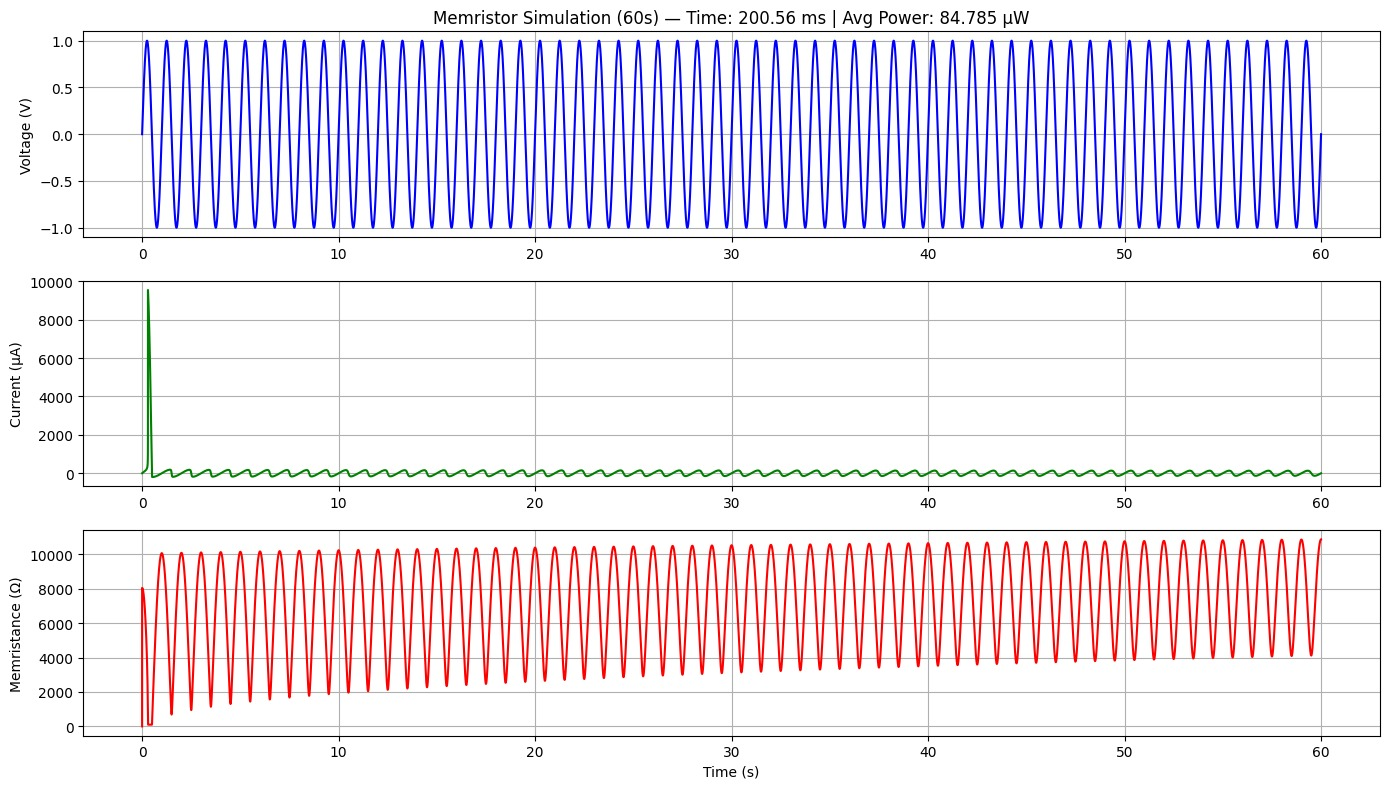 Memristor Simulation (60s) — Time: 200.56 ms | Avg Power: 84.785 μW
Voltage (V)
1.0
0.5
0.0
−0.5
−1.0
0 10 20 30 40 50 60
Current (μA)
10000
8000
6000
4000
2000
0
0 10 20 30 40 50 60
Memristance (Ω)
10000
8000
6000
4000
2000
0
0 10 20 30 40 50 60
Time (s)